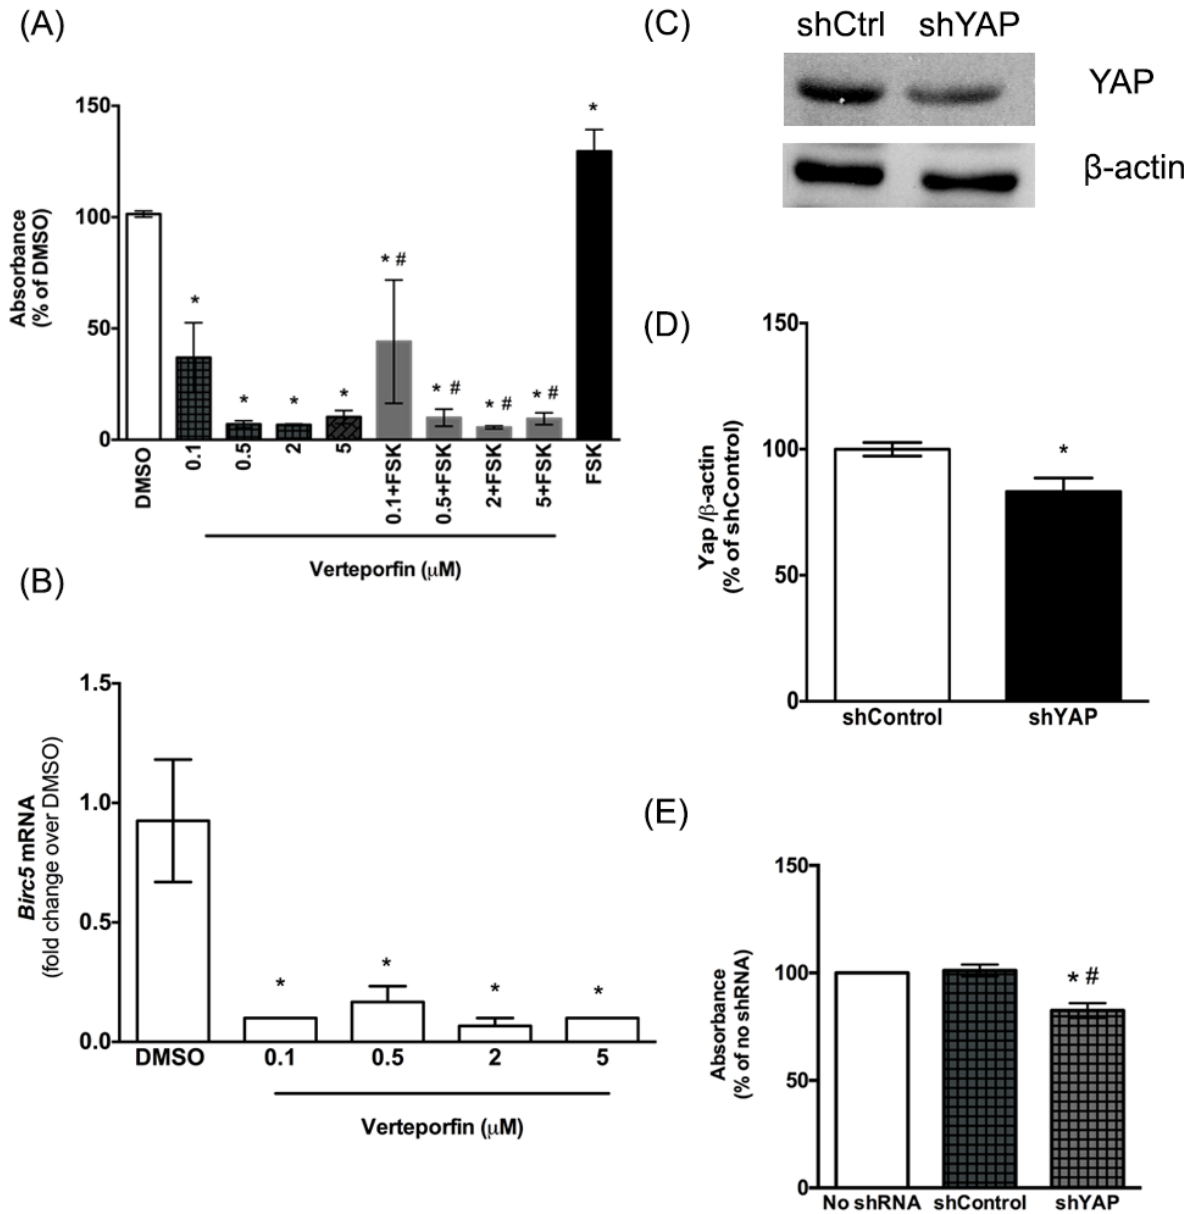 (A)
Absorbance
(% of DMSO)
150
100
50
0
*
*
*
*
*
* #
* #
* #
* #
DMSO
0.1
0.5
2
5
0.1+FSK
0.5+FSK
2+FSK
5+FSK
FSK
Verteporfin (μM)
(B)
Birc5 mRNA
(fold change over DMSO)
1.5
1.0
0.5
0.0
*
*
*
*
DMSO
0.1
0.5
2
5
Verteporfin (μM)
(C)
shCtrl shYAP
YAP
β-actin
(D)
Yap /β-actin
(% of shControl)
150
100
50
0
*
shControl
shYAP
(E)
Absorbance
(% of no shRNA)
150
100
50
0
* #
No shRNA
shControl
shYAP